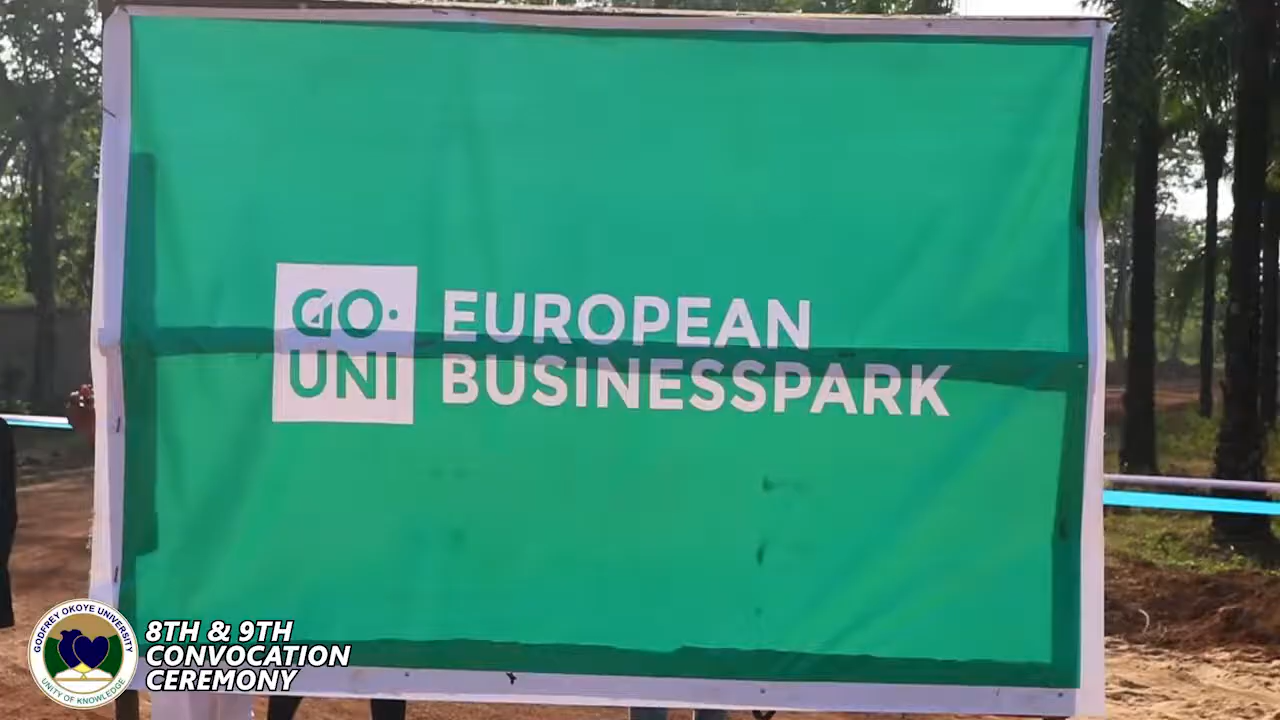 GO.
UNI
EUROPEAN
BUSINESSPARK
GODFREY OKOYE UNIVERSITY
UNITY OF KNOWLEDGE
8TH & 9TH
CONVOCATION
CEREMONY